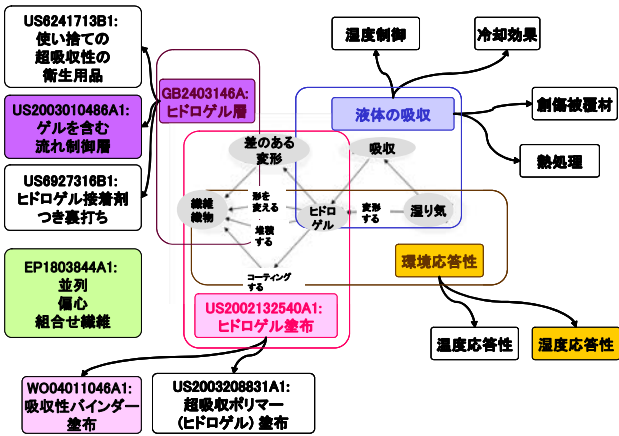 US6241713B1:
使い捨ての
超吸収性の
衛生用品
US2003010486A1:
ゲルを含む
流れ制御層
US6927316B1:
ヒドロゲル接着剤
つき裏打ち
EP1803844A1:
並列
偏心
組合せ繊維
GB2403146A:
ヒドロゲル層
湿度制御
冷却効果
液体の吸収
創傷被覆材
熱処理
差のある
変形
吸収
繊維
織物
形を
変える
堆積
する
ヒドロ
ゲル
変形
する
湿り気
コーティング
する
環境応答性
US2002132540A1:
ヒドロゲル塗布
温度応答性
湿度応答性
WO04011046A1:
吸収性バインダー
塗布
US2003208831A1:
超吸収ポリマー
(ヒドロゲル) 塗布